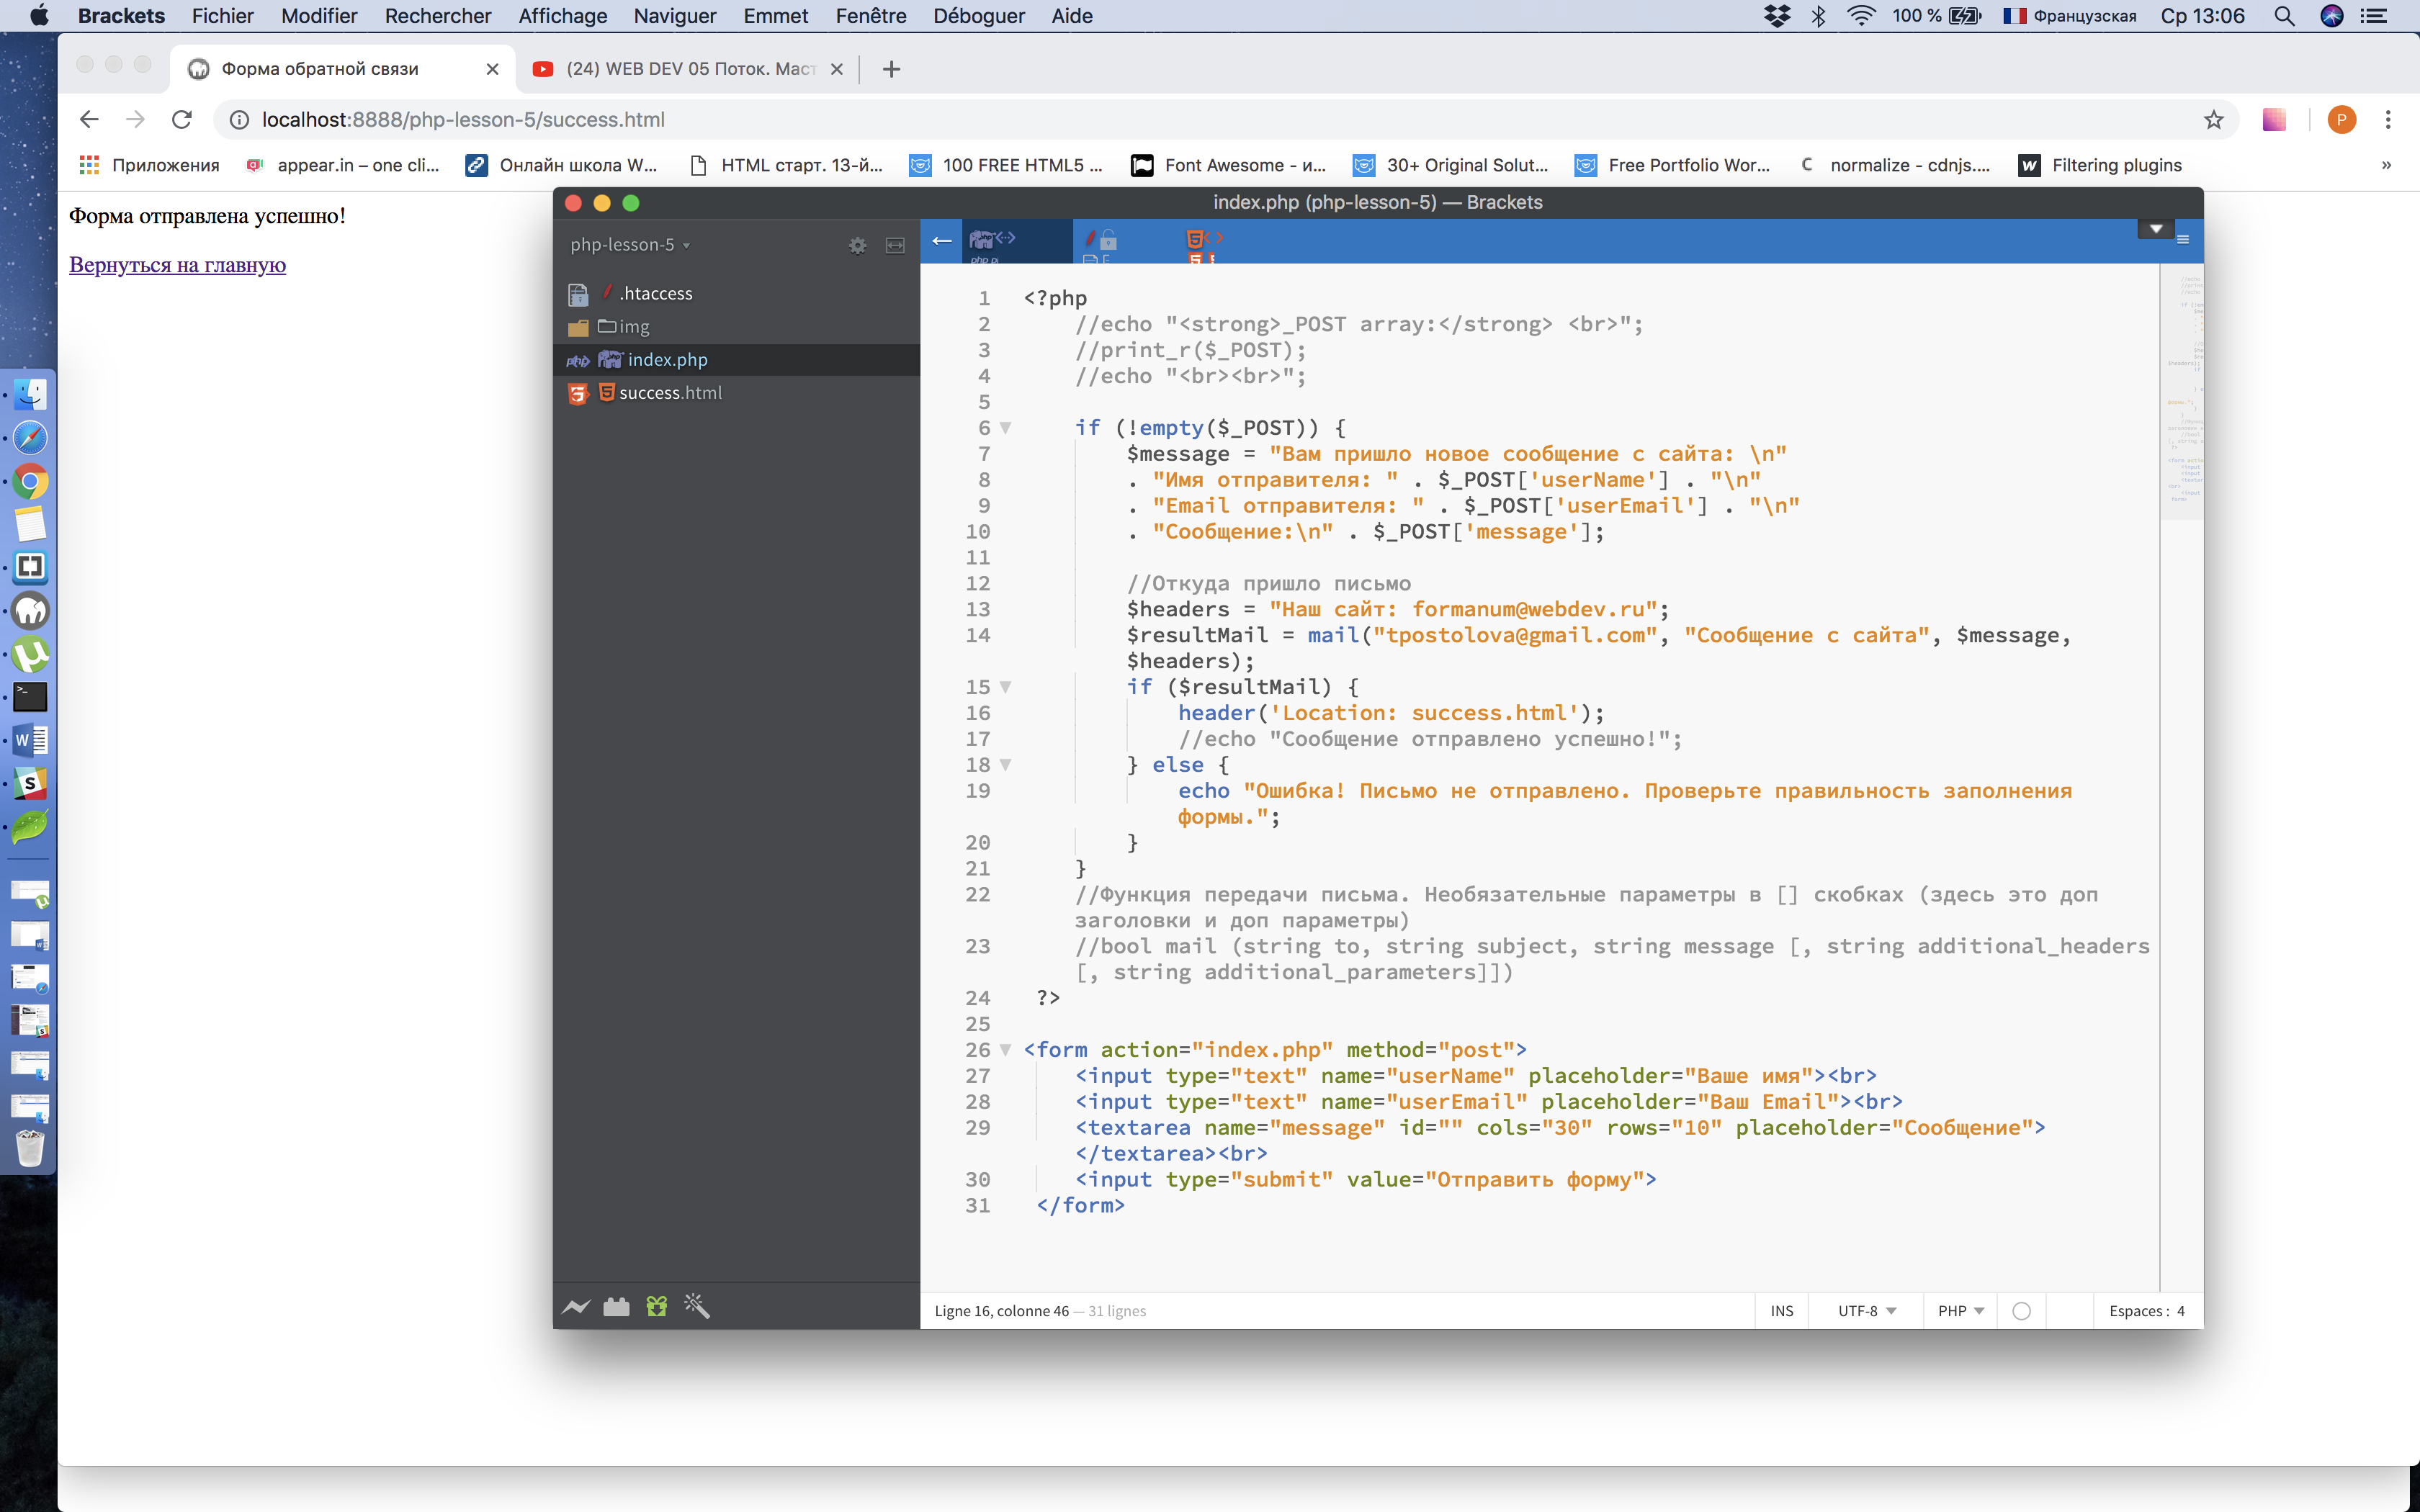 Brackets Fichier Modifier Rechercher Affichage Naviguer Emmet Fenêtre Déboguer Aide 100 % Французская Ср 13:06
Форма обратной связи (24) WEB DEV 05 Поток. Маст
localhost:8888/php-lesson-5/success.html P
Приложения appear.in – one cli... Онлайн школа W... HTML старт. 13-й... 100 FREE HTML5 ... Font Awesome - и... 30+ Original Solut... Free Portfolio Wor... normalize - cdnjs.... Filtering plugins »
Форма отправлена успешно!
Вернуться на главную
index.php (php-lesson-5) — Brackets
php-lesson-5
.htaccess
img
index.php
success.html
1 <?php
2 //echo "<strong>_POST array:</strong> <br>";
3 //print_r($_POST);
4 //echo "<br><br>";
5
6 if (!empty($_POST)) {
7 $message = "Вам пришло новое сообщение с сайта: \n"
8 . "Имя отправителя: " . $_POST['userName'] . "\n"
9 . "Email отправителя: " . $_POST['userEmail'] . "\n"
10 . "Сообщение:\n" . $_POST['message'];
11
12 //Откуда пришло письмо
13 $headers = "Наш сайт: formanum@webdev.ru";
14 $resultMail = mail("tpostolova@gmail.com", "Сообщение с сайта", $message,
$headers);
15 if ($resultMail) {
16 header('Location: success.html');
17 //echo "Сообщение отправлено успешно!";
18 } else {
19 echo "Ошибка! Письмо не отправлено. Проверьте правильность заполнения
формы.";
20 }
21 }
22 //Функция передачи письма. Необязательные параметры в [] скобках (здесь это доп
заголовки и доп параметры)
23 //bool mail (string to, string subject, string message [, string additional_headers
[, string additional_parameters]])
24 ?>
25
26 <form action="index.php" method="post">
27 <input type="text" name="userName" placeholder="Ваше имя"><br>
28 <input type="text" name="userEmail" placeholder="Ваш Email"><br>
29 <textarea name="message" id="" cols="30" rows="10" placeholder="Сообщение">
</textarea><br>
30 <input type="submit" value="Отправить форму">
31 </form>
Ligne 16, colonne 46 — 31 lignes INS UTF-8 PHP Espaces : 4